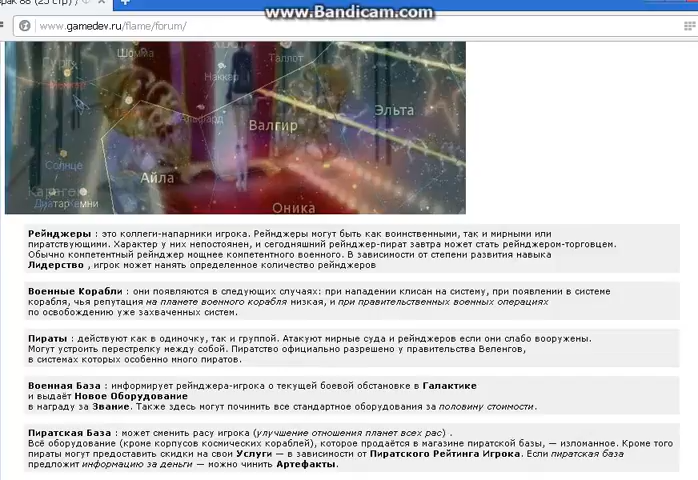 www.Bandicam.com
рак 88 (25 стр)
www.gamedev.ru/flame/forum/
Шомма
Таллот
Наккар
Эльта
Альфард
Валгир
Солнце
Айла
Карагон
Оника
Рейнджеры : это коллеги-напарники игрока. Рейнджеры могут быть как воинственными, так и мирными или
пиратствующими. Характер у них непостоянен, и сегодняшний рейнджер-пират завтра может стать рейнджером-торговцем.
Обычно компетентный рейнджер мощнее компетентного военного. В зависимости от степени развития навыка
Лидерство , игрок может нанять определенное количество рейнджеров
Военные Корабли : они появляются в следующих случаях: при нападении клисан на систему, при появлении в системе
корабля, чья репутация на планете военного корабля низкая, и при правительственных военных операциях
по освобождению уже захваченных систем.
Пираты : действуют как в одиночку, так и группой. Атакуют мирные суда и рейнджеров если они слабо вооружены.
Могут устроить перестрелку между собой. Пиратство официально разрешено у правительства Веленгов,
в системах которых особенно много пиратов.
Военная База : информирует рейнджера-игрока о текущей боевой обстановке в Галактике
и выдаёт Новое Оборудование
в награду за Звание. Также здесь могут починить все стандартное оборудования за половину стоимости.
Пиратская База : может сменить расу игрока (улучшение отношения планет всех рас) .
Всё оборудование (кроме корпусов космических кораблей), которое продаётся в магазине пиратской базы, — изломанное. Кроме того
пираты могут предоставить скидки на свои Услуги — в зависимости от Пиратского Рейтинга Игрока. Если пиратская база
предложит информацию за деньги — можно чинить Артефакты.